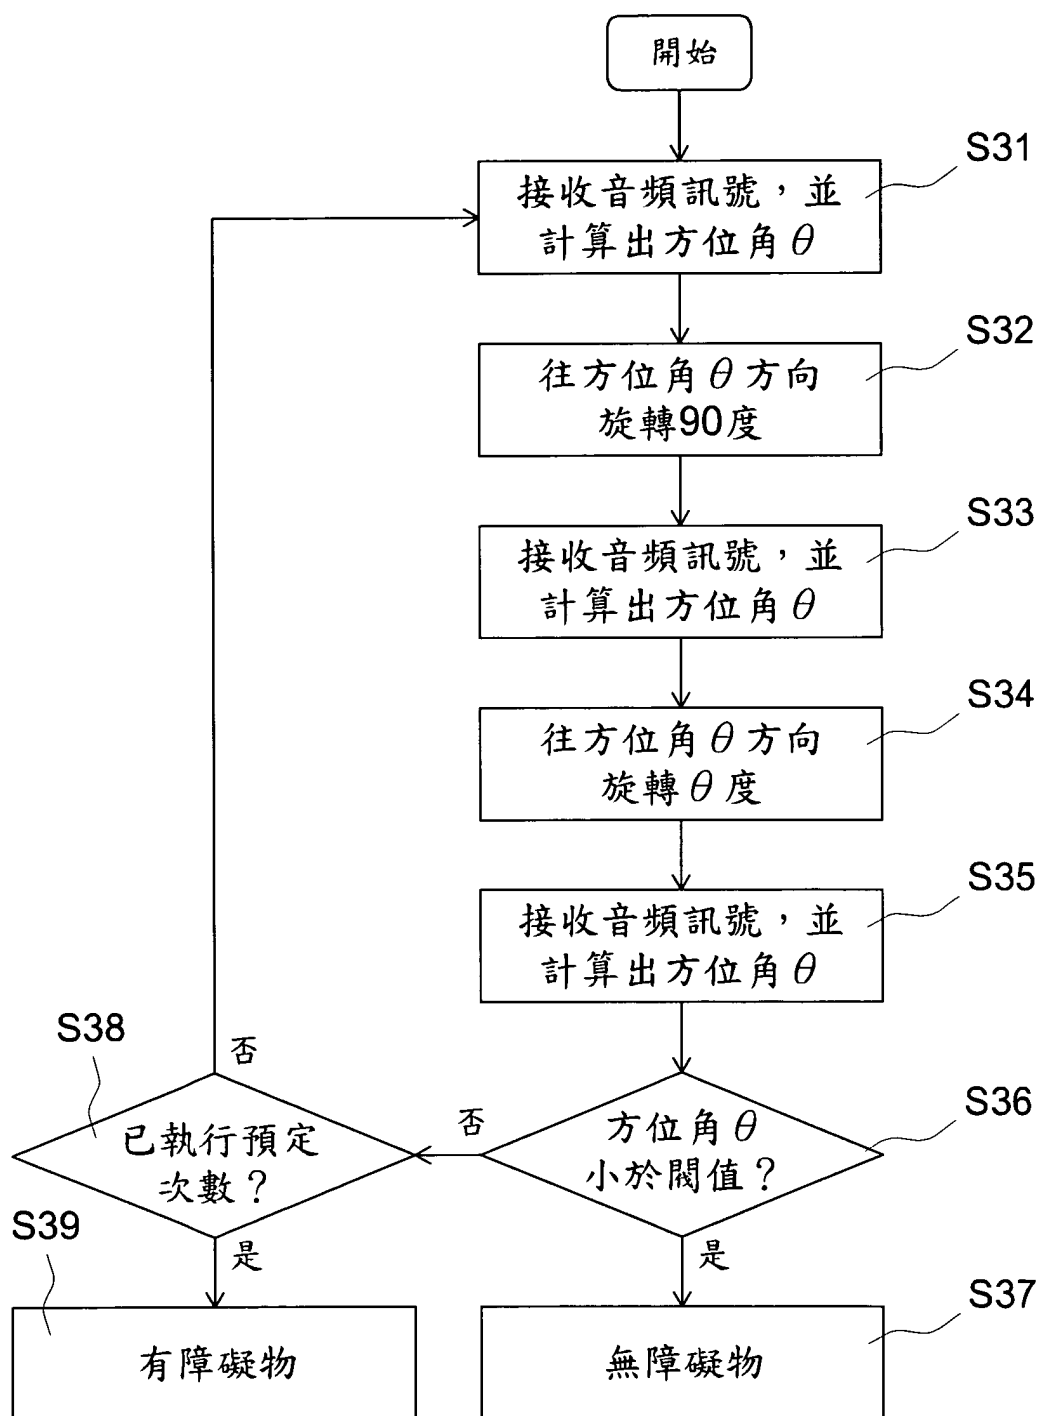 開始
S31
接收音頻訊號，並
計算出方位角θ
S32
往方位角θ方向
旋轉90度
S33
接收音頻訊號，並
計算出方位角θ
S34
往方位角θ方向
旋轉θ度
S35
接收音頻訊號，並
計算出方位角θ
S36
方位角θ
小於閥值？
否
是
S38
已執行預定
次數？
否
是
S39
有障礙物
S37
無障礙物